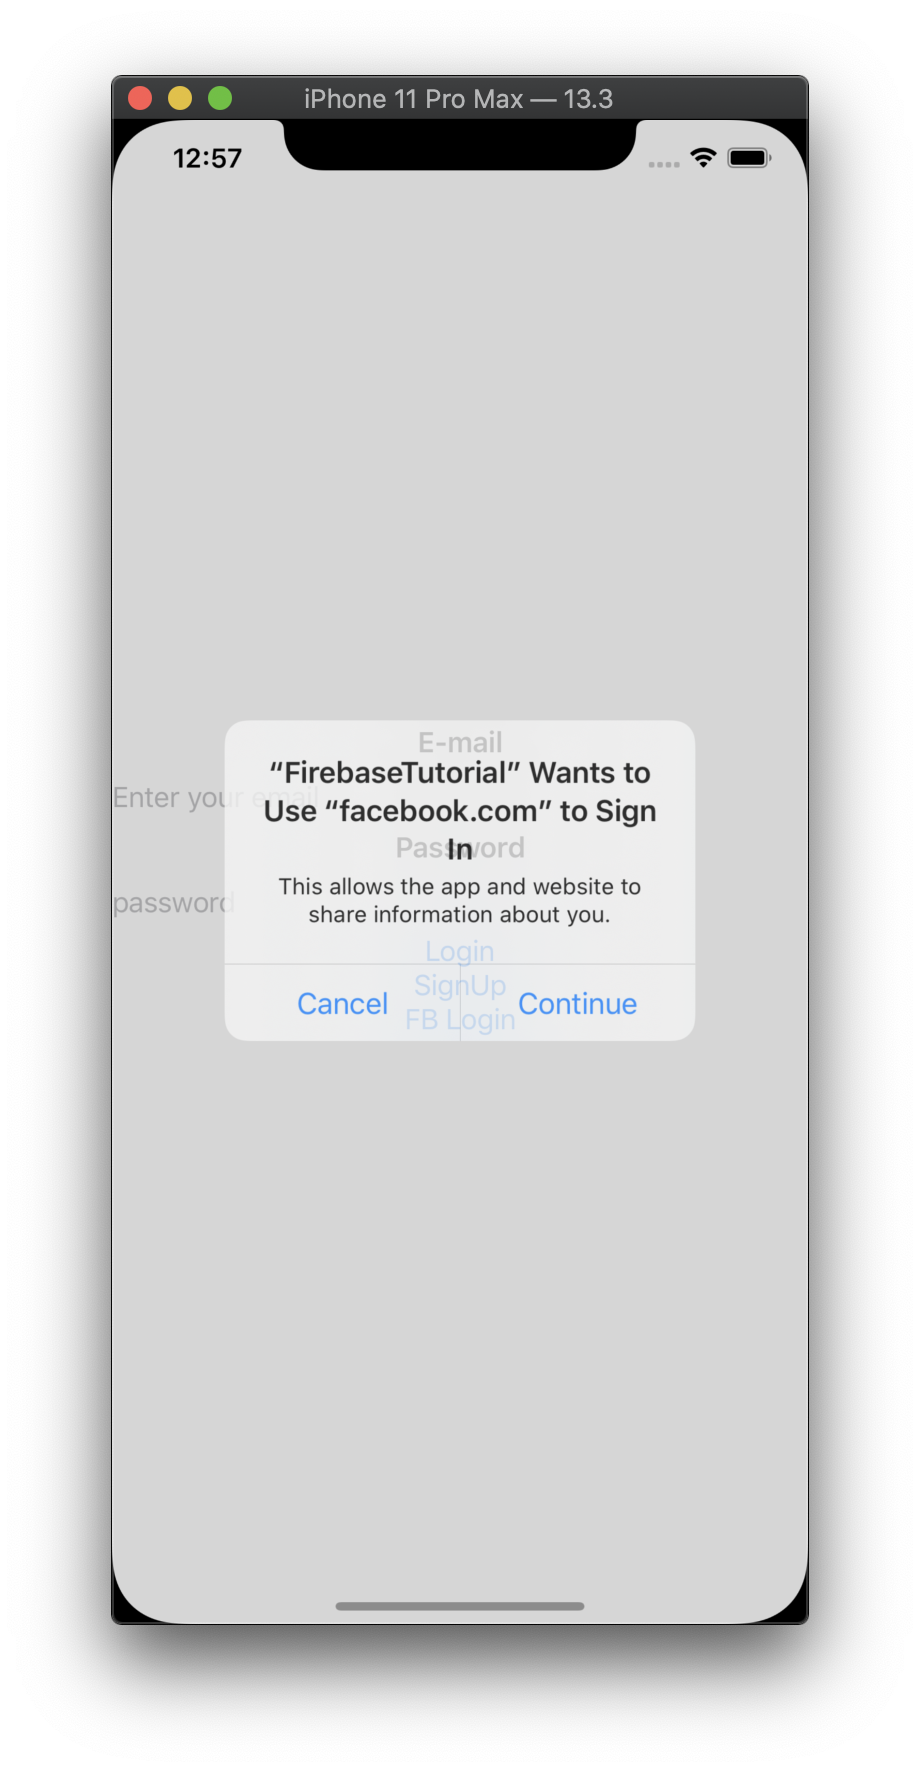 iPhone 11 Pro Max — 13.3
12:57
E-mail
“FirebaseTutorial” Wants to
Enter your email
Use “facebook.com” to Sign
Password
In
This allows the app and website to
password
share information about you.
Login
SignUp
Cancel
Continue
FB Login